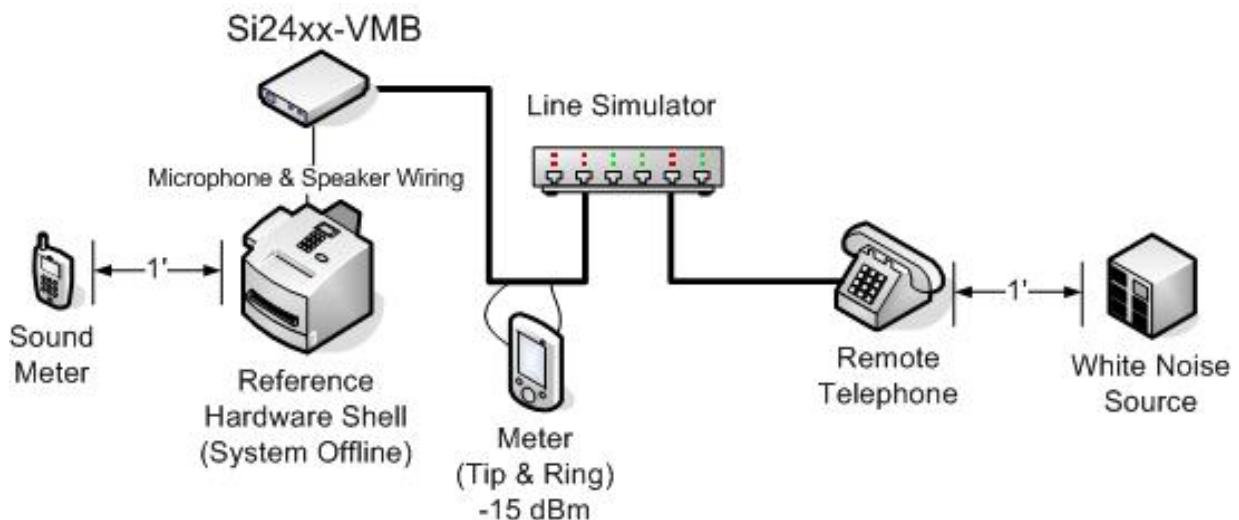 Si24xx-VMB
Line Simulator
Microphone & Speaker Wiring
1'
1'
Sound
Meter
Reference
Hardware Shell
(System Offline)
Meter
(Tip & Ring)
-15 dBm
Remote
Telephone
White Noise
Source